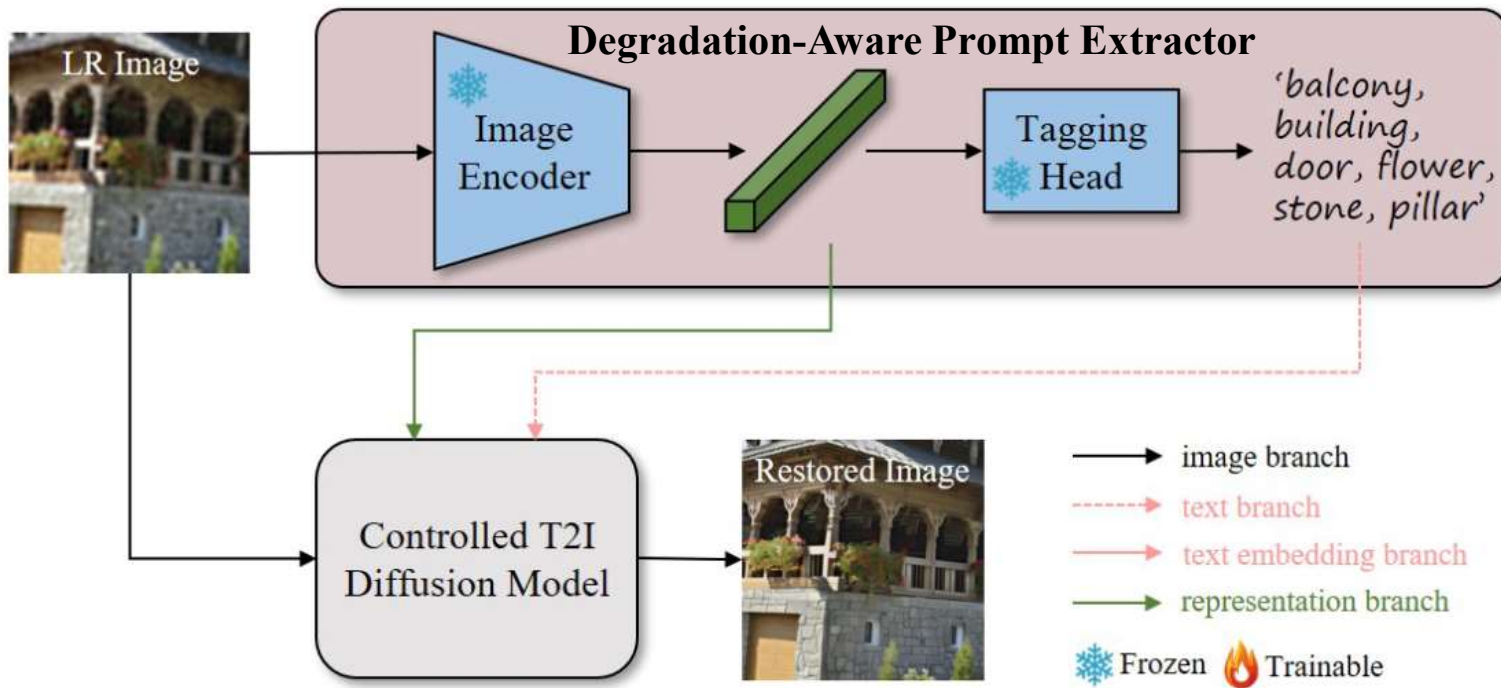 Degradation-Aware Prompt Extractor
LR Image
Image
Encoder
Tagging
Head
‘balcony,
building,
door, flower,
stone, pillar’
Controlled T2I
Diffusion Model
Restored Image
image branch
text branch
text embedding branch
representation branch
Frozen
Trainable